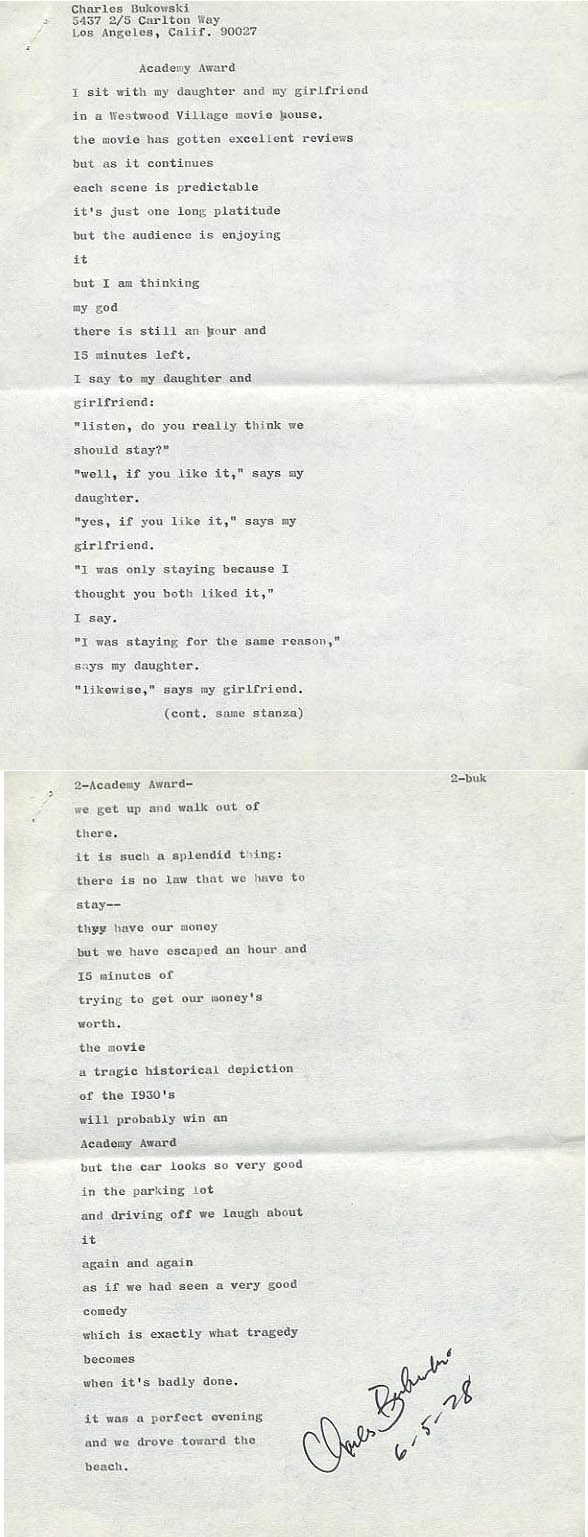 Charles Bukowski
5437 2/5 Carlton Way
Los Angeles, Calif. 90027
Academy Award
I sit with my daughter and my girlfriend
in a Westwood Village movie house.
the movie has gotten excellent reviews
but as it continues
each scene is predictable
it's just one long platitude
but the audience is enjoying
it
but I am thinking
my god
there is still an hour and
I5 minutes left.
I say to my daughter and
girlfriend:
"listen, do you really think we
should stay?"
"well, if you like it," says my
daughter.
"yes, if you like it," says my
girlfriend.
"I was only staying because I
thought you both liked it,"
I say.
"I was staying for the same reason,"
says my daughter.
"likewise," says my girlfriend.
(cont. same stanza)
2-Academy Award- 2-buk
we get up and walk out of
there.
it is such a splendid thing:
there is no law that we have to
stay--
they have our money
but we have escaped an hour and
I5 minutes of
trying to get our money's
worth.
the movie
a tragic historical depiction
of the I930's
will probably win an
Academy Award
but the car looks so very good
in the parking lot
and driving off we laugh about
it
again and again
as if we had seen a very good
comedy
which is exactly what tragedy
becomes
when it's badly done.
it was a perfect evening
and we drove toward the
beach.
Charles Bukowski
6-5-78